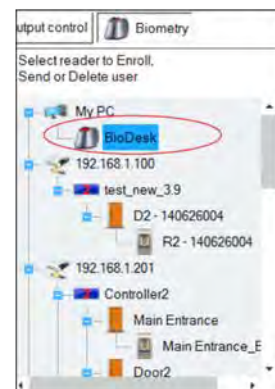 utput control Biometry
Select reader to Enroll,
Send or Delete user
My PC
BioDesk
192.168.1.100
test_new_3.9
D2 - 140626004
R2 - 140626004
192.168.1.201
Controller2
Main Entrance
Main Entrance_E
Door2